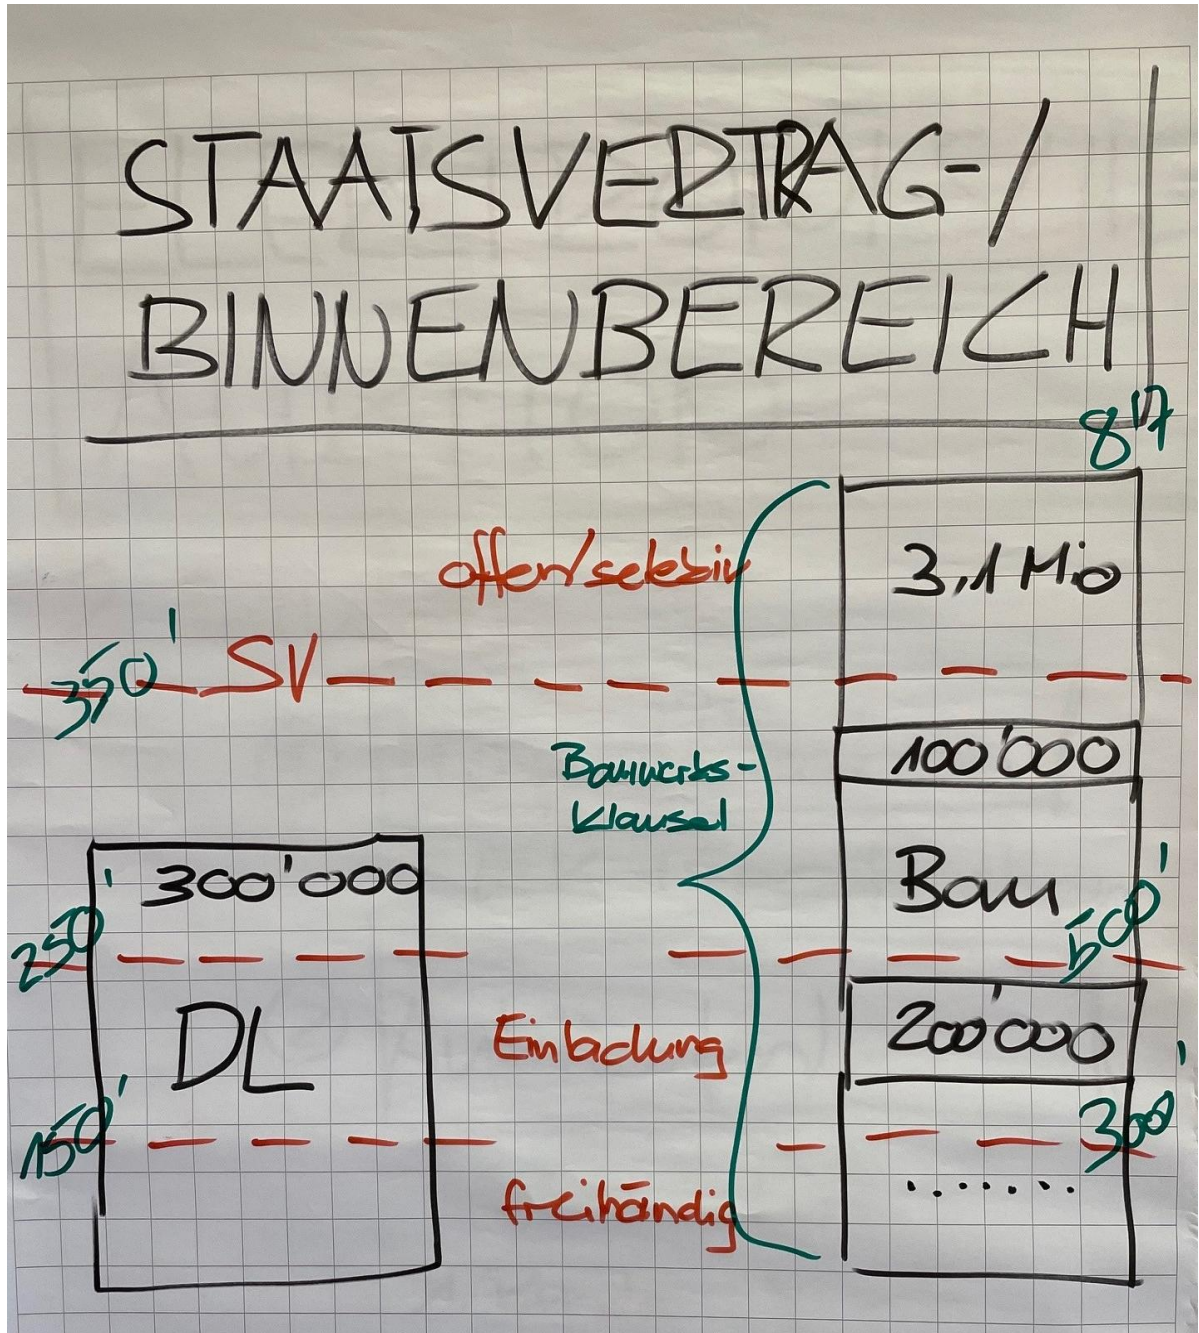 STAATSVERTRAG-/
BINNENBEREICH
8'7
offen/selektiv
3,1 Mio
350' SV
100'000
Bauwerks-
klausel
300'000
Bau
250'
500'
DL
Einladung
200'000
150'
300'
freihändig
........